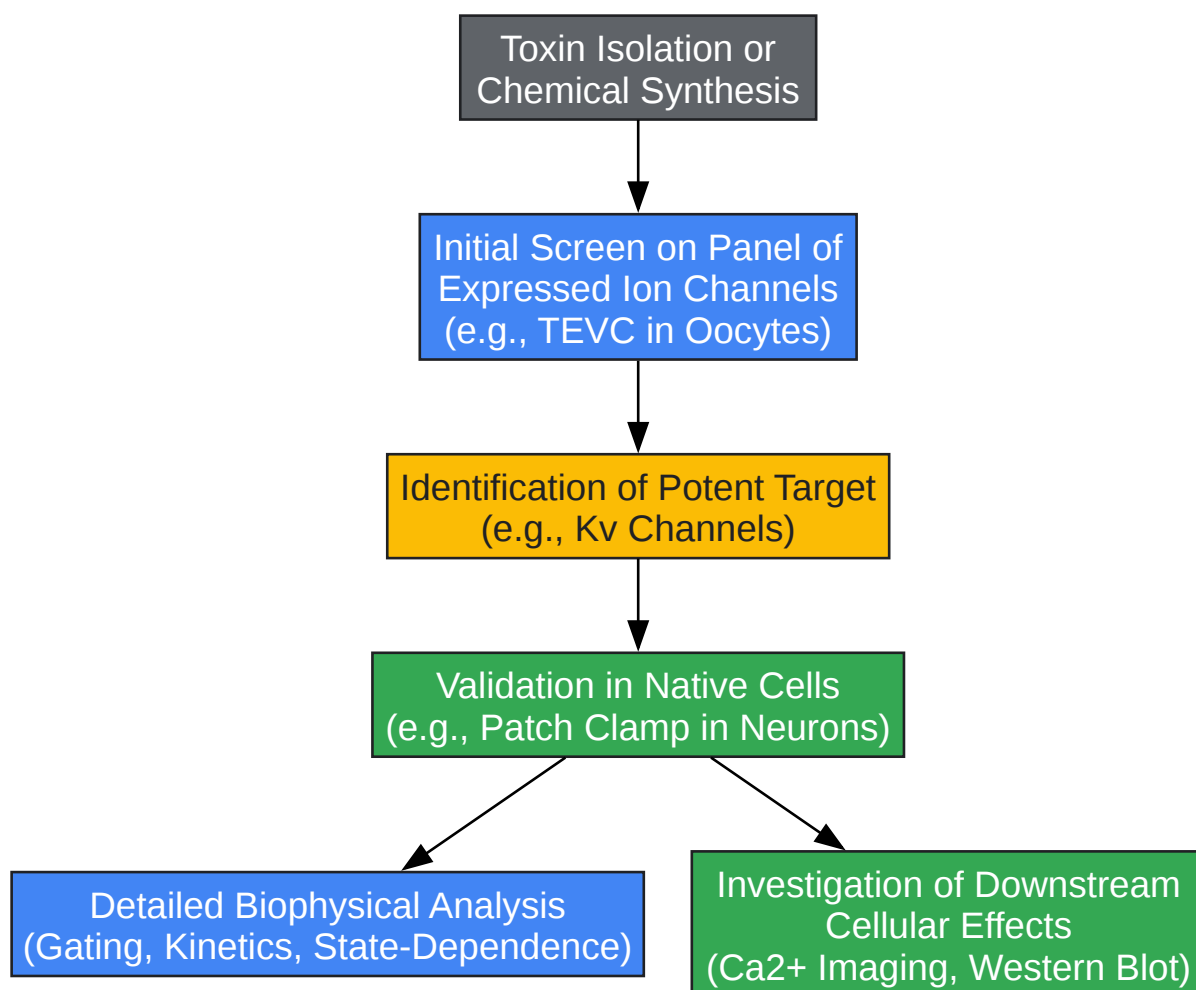 Toxin Isolation or
Chemical Synthesis
Initial Screen on Panel of
Expressed Ion Channels
(e.g., TEVC in Oocytes)
Identification of Potent Target
(e.g., Kv Channels)
Validation in Native Cells
(e.g., Patch Clamp in Neurons)
Detailed Biophysical Analysis
(Gating, Kinetics, State-Dependence)
Investigation of Downstream
Cellular Effects
(Ca2+ Imaging, Western Blot)